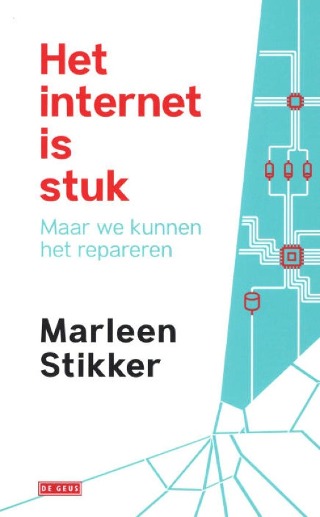 Het
internet
is
stuk
Maar we kunnen
het repareren
Marleen
Stikker
DE GEUS